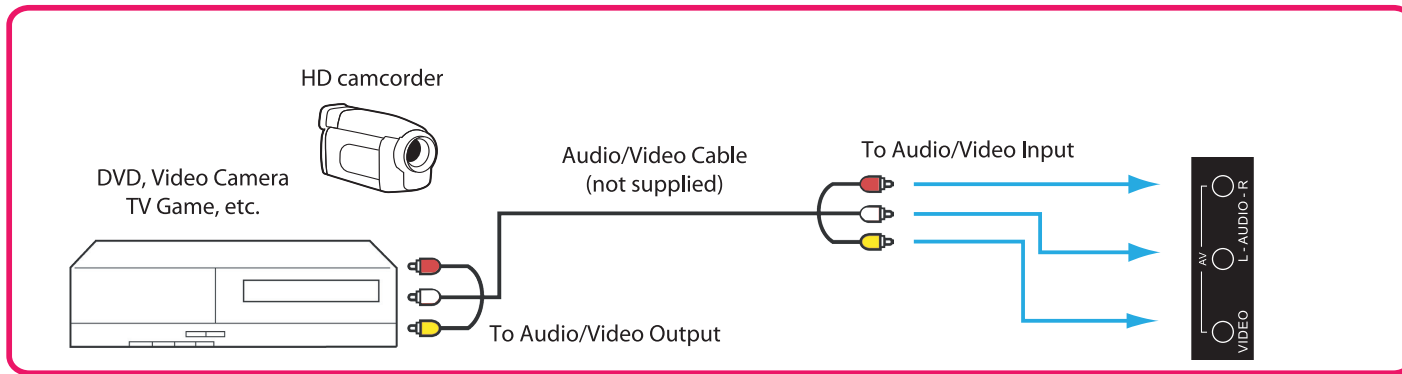 HD camcorder
DVD, Video Camera
TV Game, etc.
Audio/Video Cable
(not supplied)
To Audio/Video Input
To Audio/Video Output
AV
L - AUDIO - R
VIDEO